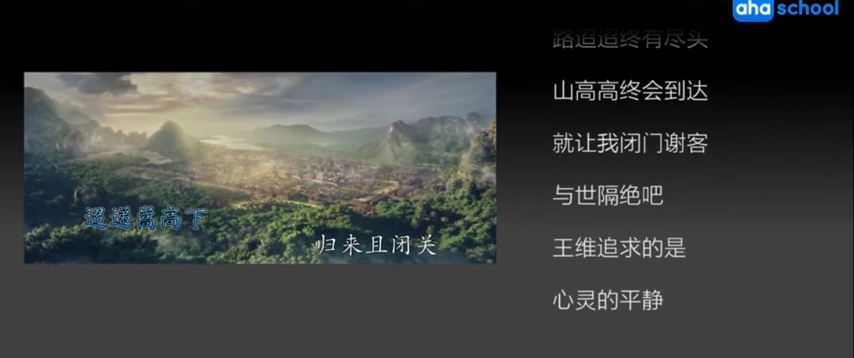 aha school
路迢迢终有尽头
山高高终会到达
就让我闭门谢客
与世隔绝吧
王维追求的是
心灵的平静
迢递嵩高下
归来且闭关